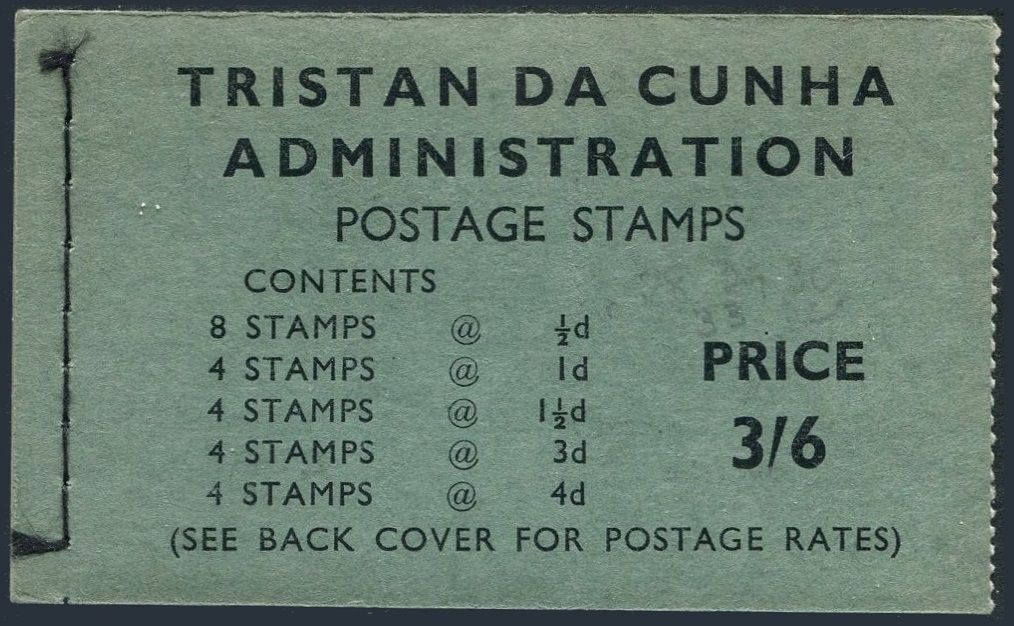 TRISTAN DA CUNHA
ADMINISTRATION
POSTAGE STAMPS
CONTENTS
8 STAMPS @ ½d
4 STAMPS @ 1d
4 STAMPS @ 1½d
4 STAMPS @ 3d
4 STAMPS @ 4d
PRICE
3/6
(SEE BACK COVER FOR POSTAGE RATES)